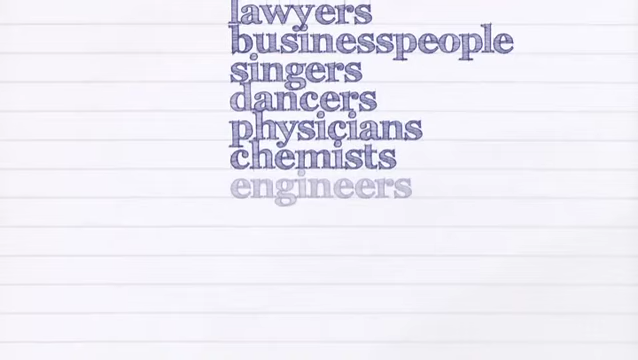 lawyers
businesspeople
singers
dancers
physicians
chemists
engineers